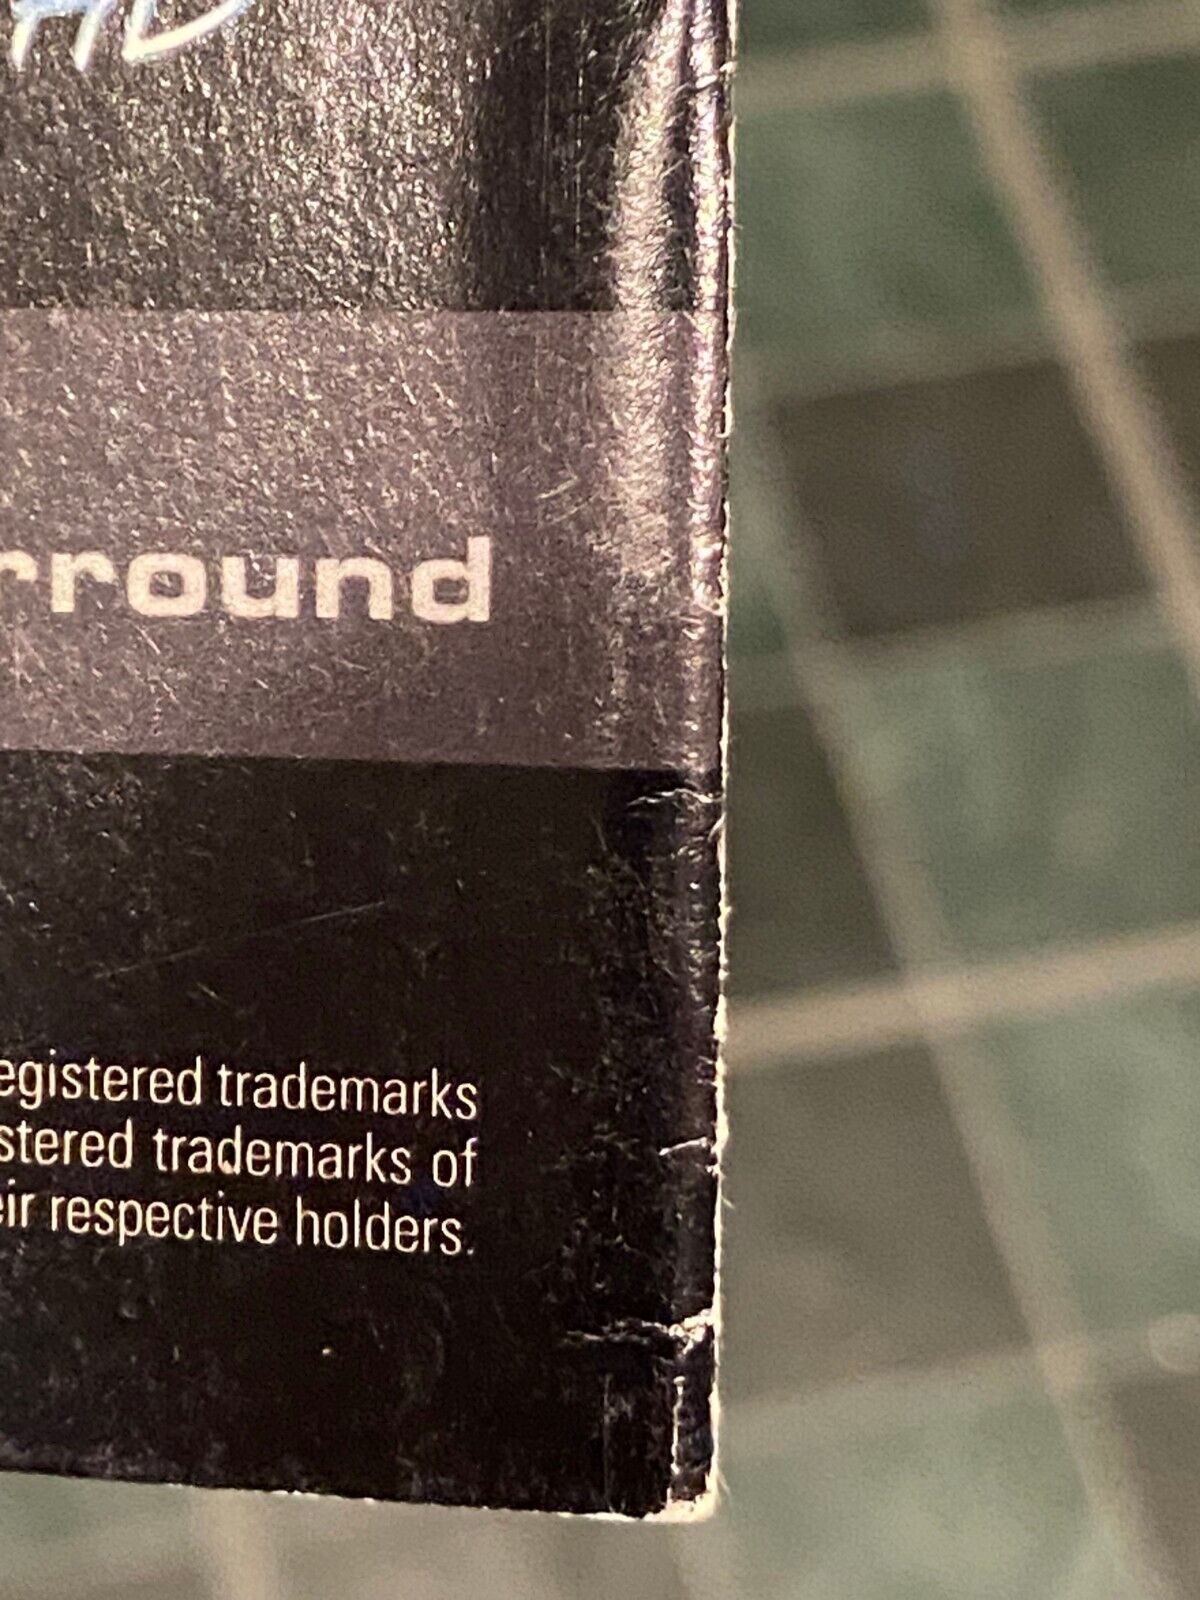 rround
egistered trademarks
stered trademarks of
eir respective holders.